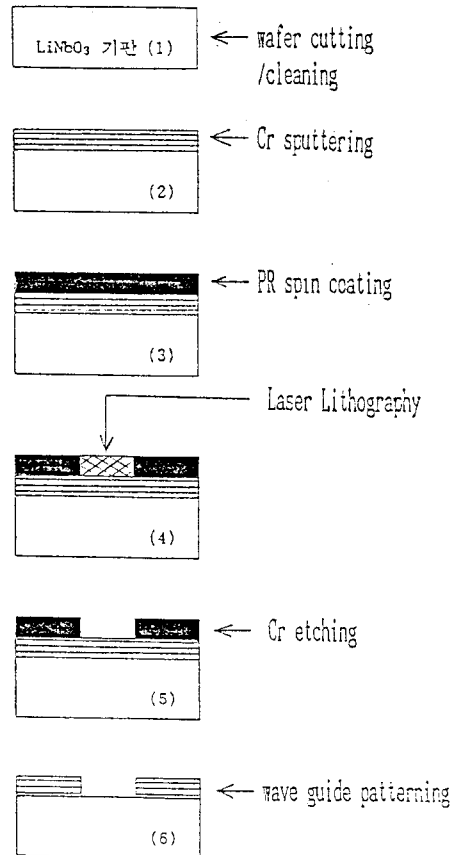 LiNbO3 기판 (1)
wafer cutting
/cleaning
Cr sputtering
(2)
PR spin coating
(3)
Laser Lithography
(4)
Cr etching
(5)
wave guide patterning
(6)